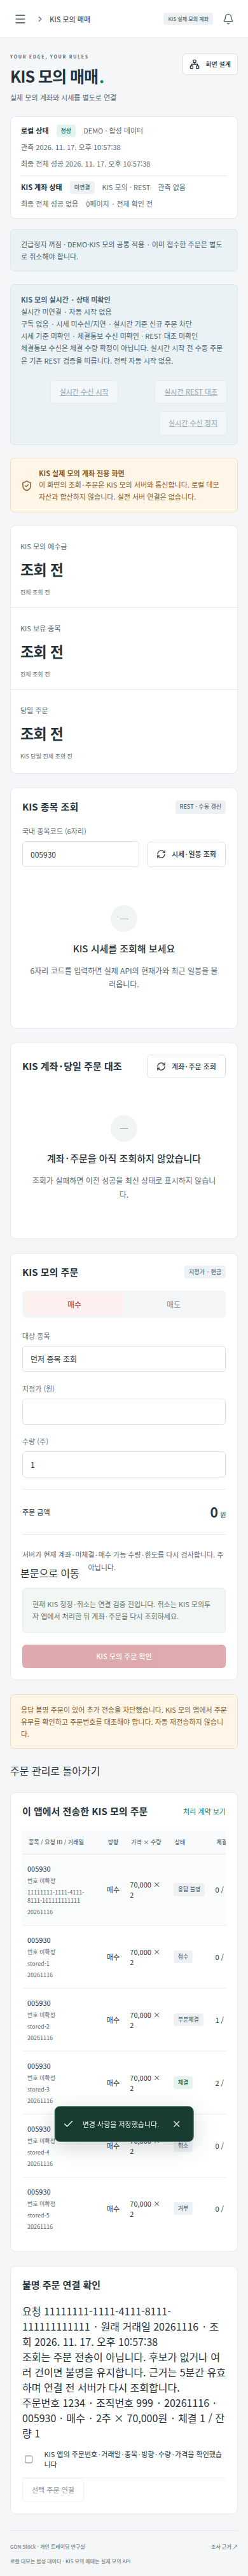 KIS 모의 매매
KIS 실제 모의 계좌
YOUR EDGE, YOUR RULES
KIS 모의 매매.
화면 설계
실제 모의 계좌와 시세를 별도로 연결
로컬 상태 정상 DEMO · 합성 데이터
관측 2026. 11. 17. 오후 10:57:38
최종 전체 성공 2026. 11. 17. 오후 10:57:38
KIS 계좌 상태 미연결 KIS 모의 · REST 관측 없음
최종 전체 성공 없음 0페이지 · 전체 확인 전
긴급정지 꺼짐 · DEMO·KIS 모의 공통 적용 · 이미 접수한 주문은 별도
로 취소해야 합니다.
KIS 모의 실시간 · 상태 미확인
실시간 미연결 · 자동 시작 없음
구독 없음 · 시세 미수신/지연 · 실시간 기준 신규 주문 차단
시세 기준 미확인 · 체결통보 수신 미확인 · REST 대조 미확인
체결통보 수신은 체결 수량 확정이 아닙니다. 실시간 시작 전 수동 주문
은 기존 REST 검증을 따릅니다. 전략 자동 시작 없음.
실시간 수신 시작
실시간 REST 대조
실시간 수신 정지
KIS 실제 모의 계좌 전용 화면
이 화면의 조회·주문은 KIS 모의 서버와 통신합니다. 로컬 데모
자산과 합산하지 않습니다. 실전 서버 연결은 없습니다.
KIS 모의 예수금
조회 전
전체 조회 전
KIS 보유 종목
조회 전
전체 조회 전
당일 주문
조회 전
KIS 당일 전체 조회 전
KIS 종목 조회
REST · 수동 갱신
국내 종목코드 (6자리)
005930
시세·일봉 조회
—
KIS 시세를 조회해 보세요
6자리 코드를 입력하면 실제 API의 현재가와 최근 일봉을 불
러옵니다.
KIS 계좌·당일 주문 대조
계좌·주문 조회
—
계좌·주문을 아직 조회하지 않았습니다
조회가 실패하면 이전 성공을 최신 상태로 표시하지 않습니
다.
KIS 모의 주문
지정가 · 현금
매수
매도
대상 종목
먼저 종목 조회
지정가 (원)
수량 (주)
1
주문 금액
0 원
서버가 현재 계좌·미체결·매수 가능 수량·한도를 다시 검사합니다. 주
아닙니다.
본문으로 이동
현재 KIS 정정·취소는 연결 검증 전입니다. 취소는 KIS 모의투
자 앱에서 처리한 뒤 계좌·주문을 다시 조회하세요.
KIS 모의 주문 확인
응답 불명 주문이 있어 추가 전송을 차단했습니다. KIS 앱에서 주문
유무를 확인하고 주문번호를 대조해야 합니다. 자동 재전송하지 않습니
다.
주문 관리로 돌아가기
이 앱에서 전송한 KIS 모의 주문
처리 계약 보기
종목 / 요청 ID / 거래일 방향 가격 × 수량 상태 체결
005930
번호 미확정
11111111-1111-4111-
8111-111111111111
20261116
매수
70,000 ×
2
응답 불명
0 /
005930
번호 미확정
stored-1
20261116
매수
70,000 ×
2
접수
0 /
005930
번호 미확정
stored-2
20261116
매수
70,000 ×
2
부분체결
1 /
005930
번호 미확정
stored-3
20261116
매수
70,000 ×
2
체결
2 /
005930
번호 미확정
stored-4
20261116
매수
70,000 ×
2
취소
0 /
변경 사항을 저장했습니다.
005930
번호 미확정
stored-5
20261116
매수
70,000 ×
2
거부
0 /
불명 주문 연결 확인
요청 11111111-1111-4111-8111-
111111111111 · 원래 거래일 20261116 · 조
회 2026. 11. 17. 오후 10:57:38
조회는 주문 전송이 아닙니다. 후보가 없거나 여
러 건이면 불명을 유지합니다. 근거는 5분간 유효
하며 연결 전 서버가 다시 조회합니다.
주문번호 1234 · 조직번호 999 · 20261116 ·
005930 · 매수 · 2주 × 70,000원 · 체결 1 / 잔
량 1
KIS 앱의 주문번호·거래일·종목·방향·수량·가격을 확인했습
니다
선택 주문 연결
GON Stock · 개인 트레이딩 연구실
조사 근거 ↗
로컬 데모는 합성 데이터 · KIS 모의 매매는 실제 모의 API